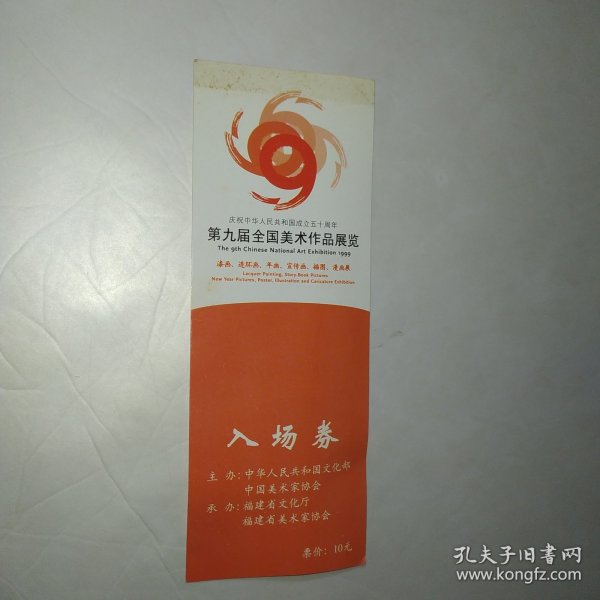 庆祝中华人民共和国成立五十周年
第九届全国美术作品展览
The 9th Chinese National Art Exhibition 1999
漆画、连环画、年画、宣传画、插图、漫画展
Lacquer Painting, Story-Book Pictures
New Year Pictures, Poster, Illustration and Caricature Exhibition
入场券
主 办：中华人民共和国文化部
中国美术家协会
承 办：福建省文化厅
福建省美术家协会
票价：10元
孔夫子旧书网
www.kongfz.com